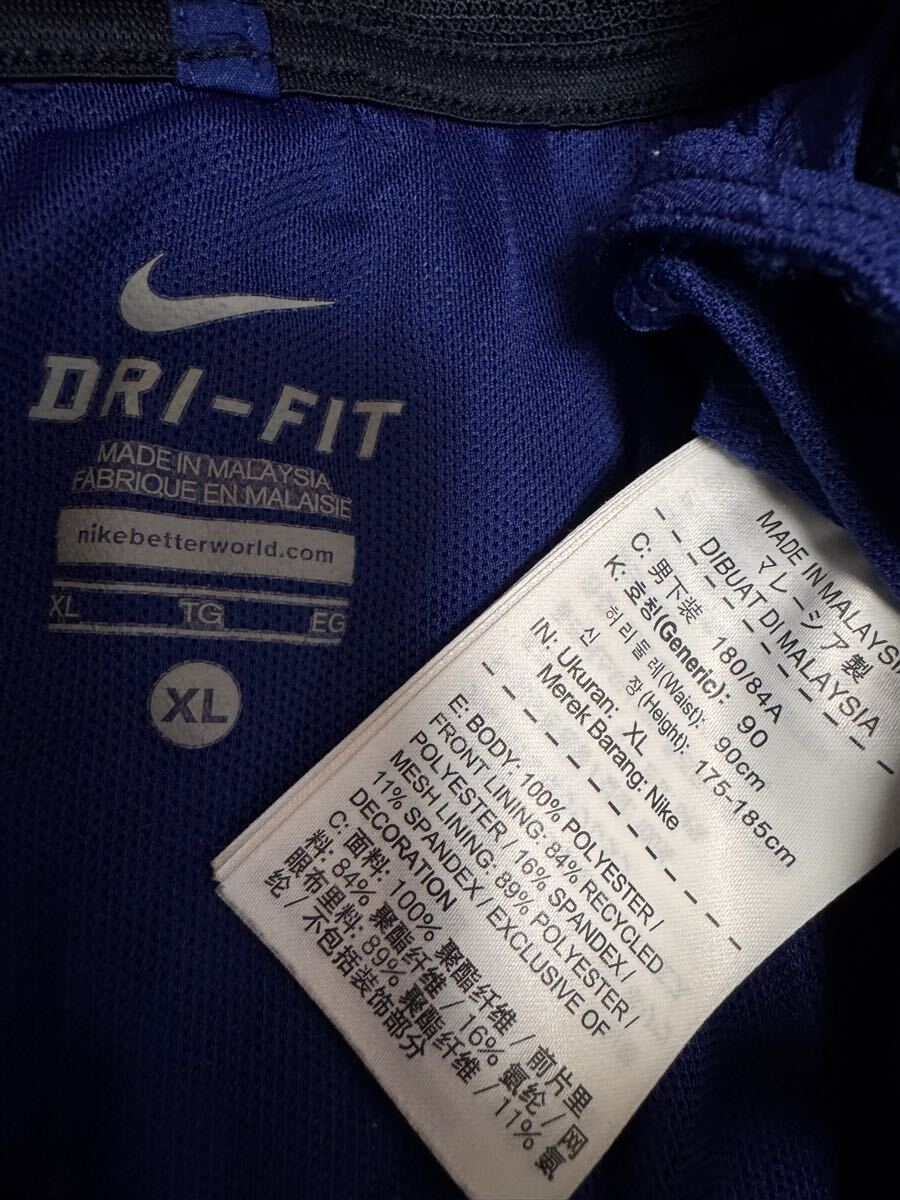 DRI-FIT
MADE IN MALAYSIA
FABRIQUE EN MALAISIE
nikebetterworld.com
XL TG EG
XL
MADE IN MALAYSIA
マレーシア製
DIBUAT DI MALAYSIA
C: 男下装 180/84A
K: 호칭(Generic): 90
허리둘레(Waist): 90cm
신 장(Height): 175-185cm
IN: Ukuran: XL
Merek Barang: Nike
E: BODY: 100% POLYESTER /
FRONT LINING: 84% RECYCLED
POLYESTER / 16% SPANDEX /
MESH LINING: 89% POLYESTER /
11% SPANDEX / EXCLUSIVE OF
DECORATION
C: 面料: 100% 聚酯纤维 / 前片里
料: 84% 聚酯纤维 / 16% 氨纶 / 网
眼布里料: 89% 聚酯纤维 / 11% 氨
纶 / 不包括装饰部分